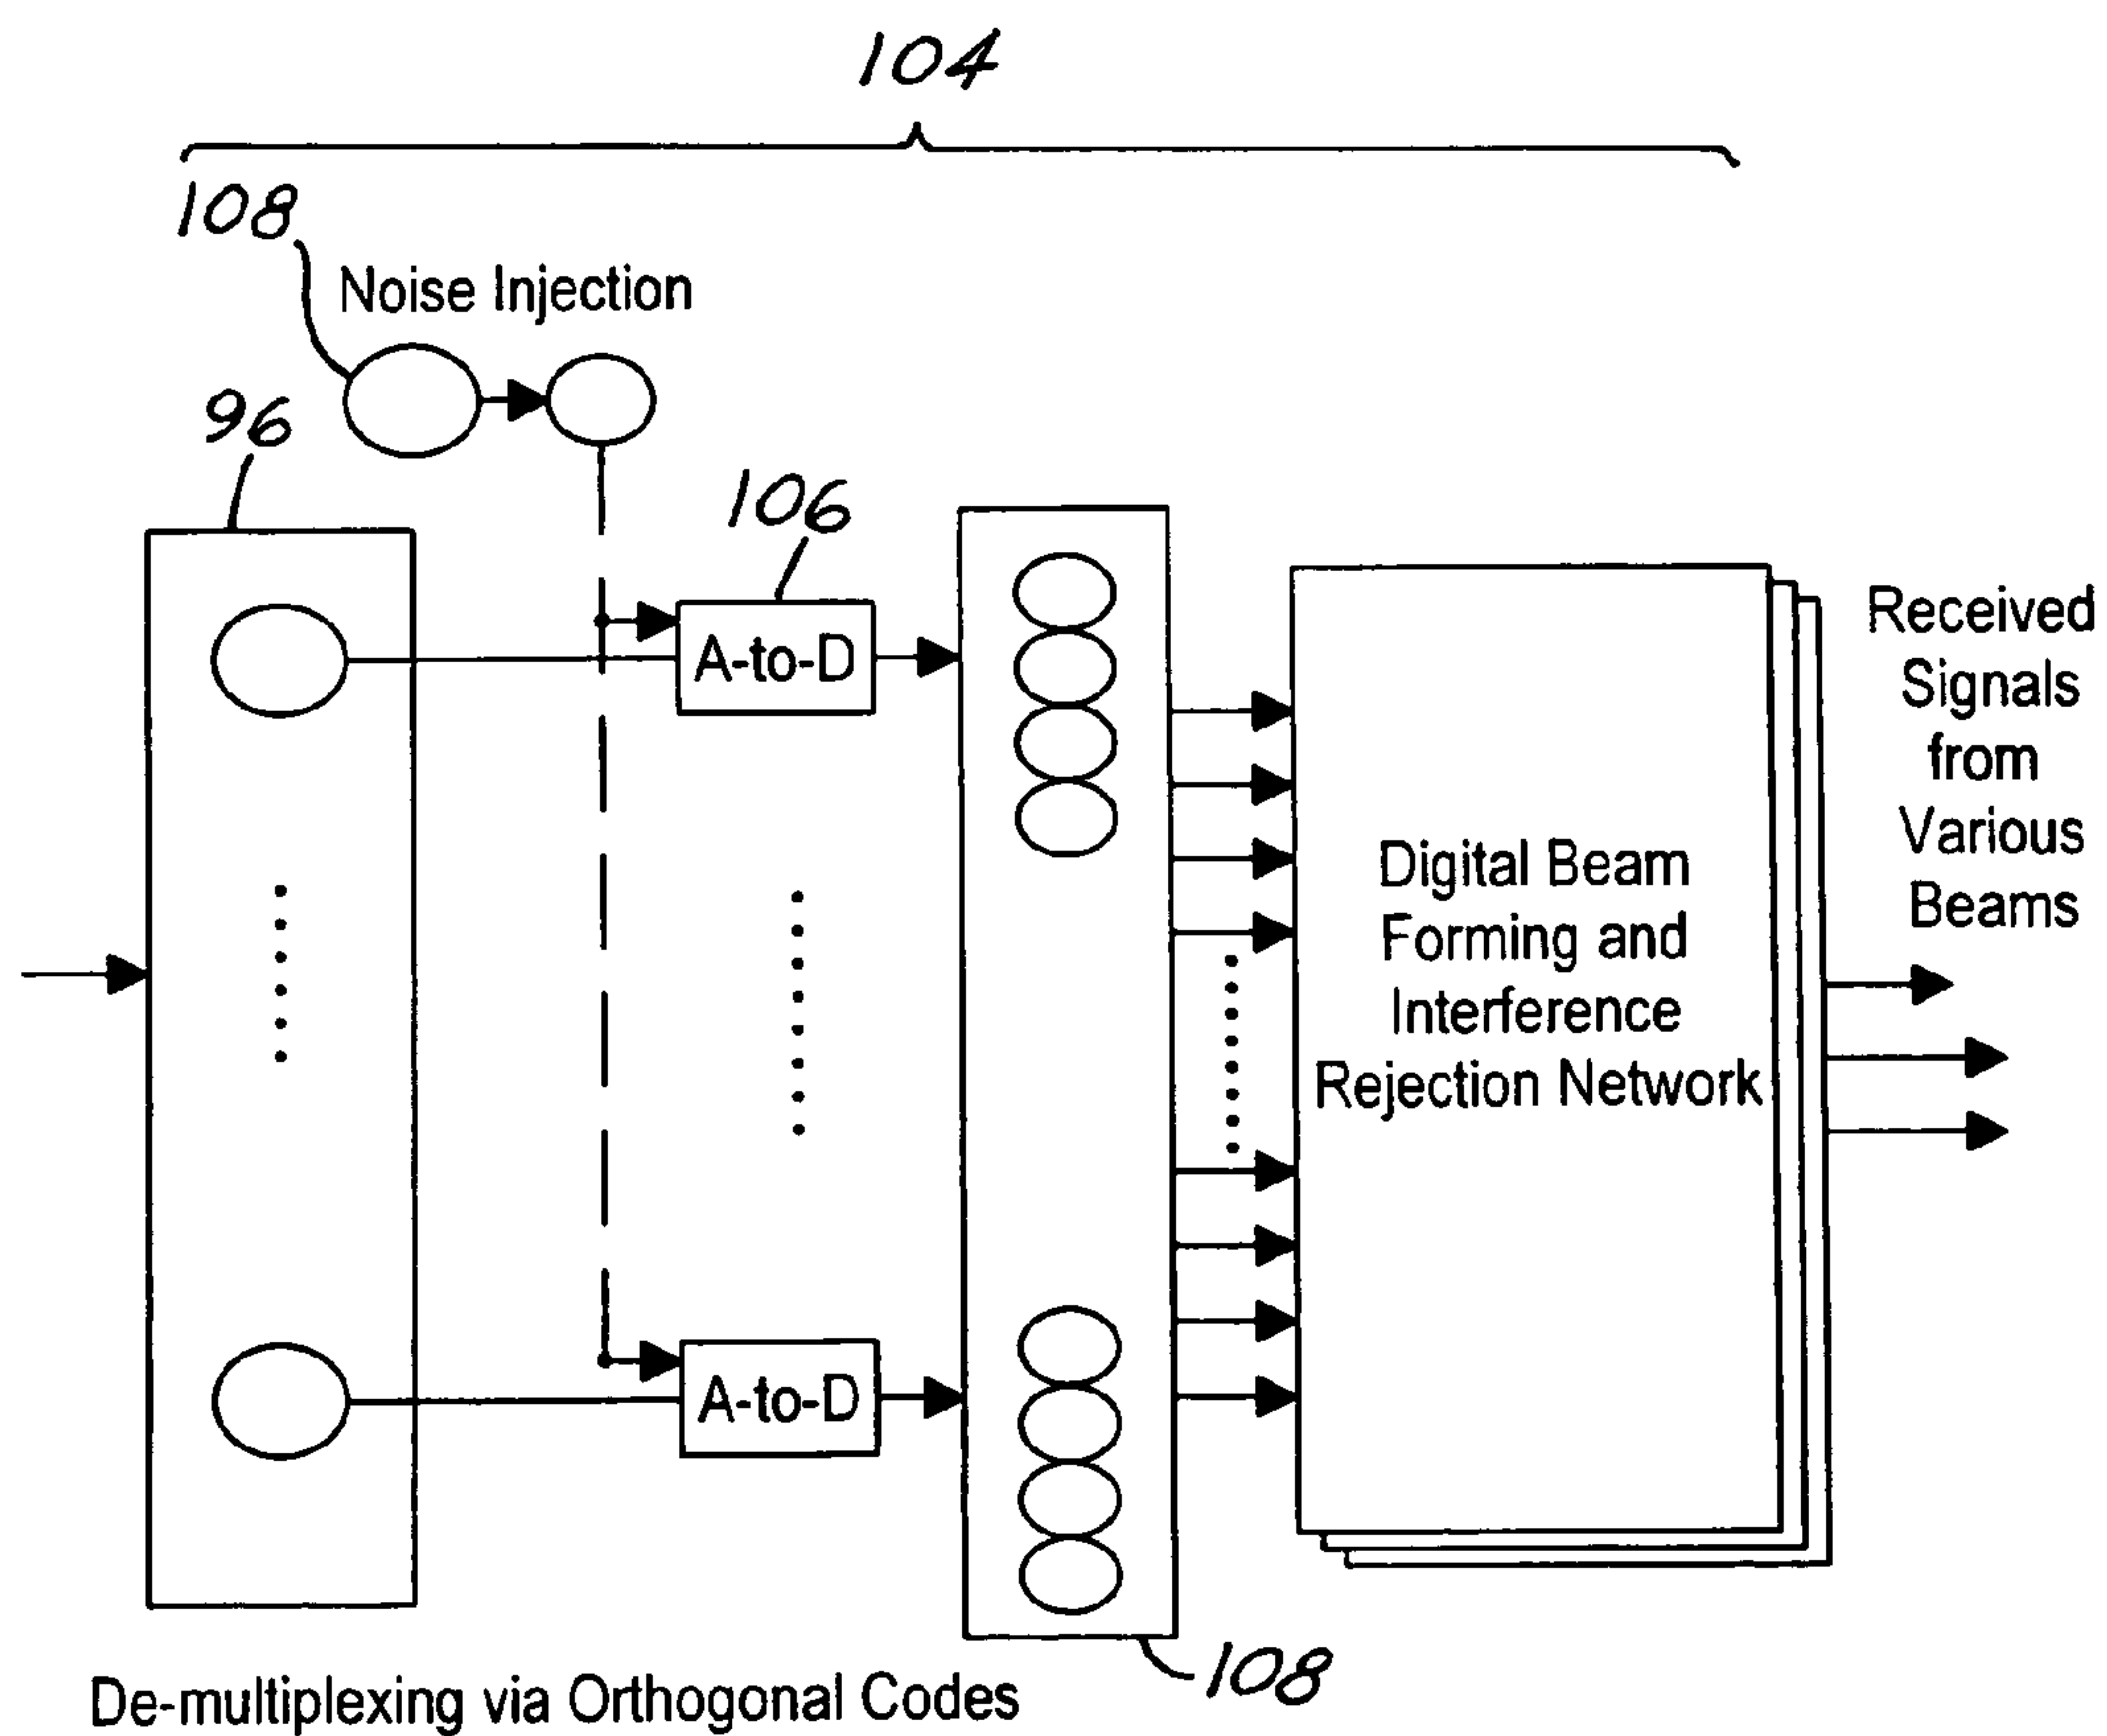 104
108
Noise Injection
96
106
A-to-D
Received
Signals
from
Various
Beams
Digital Beam
Forming and
Interference
Rejection Network
A-to-D
108
De-multiplexing via Orthogonal Codes